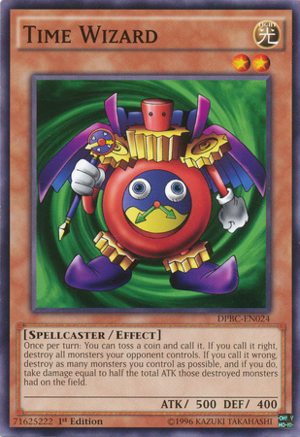 TIME WIZARD
光
DPBC-EN024
[SPELLCASTER / EFFECT]
Once per turn: You can toss a coin and call it. If you call it right,
destroy all monsters your opponent controls. If you call it wrong,
destroy as many monsters you control as possible, and if you do,
take damage equal to half the total ATK those destroyed monsters
had on the field.
ATK/ 500 DEF/ 400
71625222 1st Edition ©1996 KAZUKI TAKAHASHI